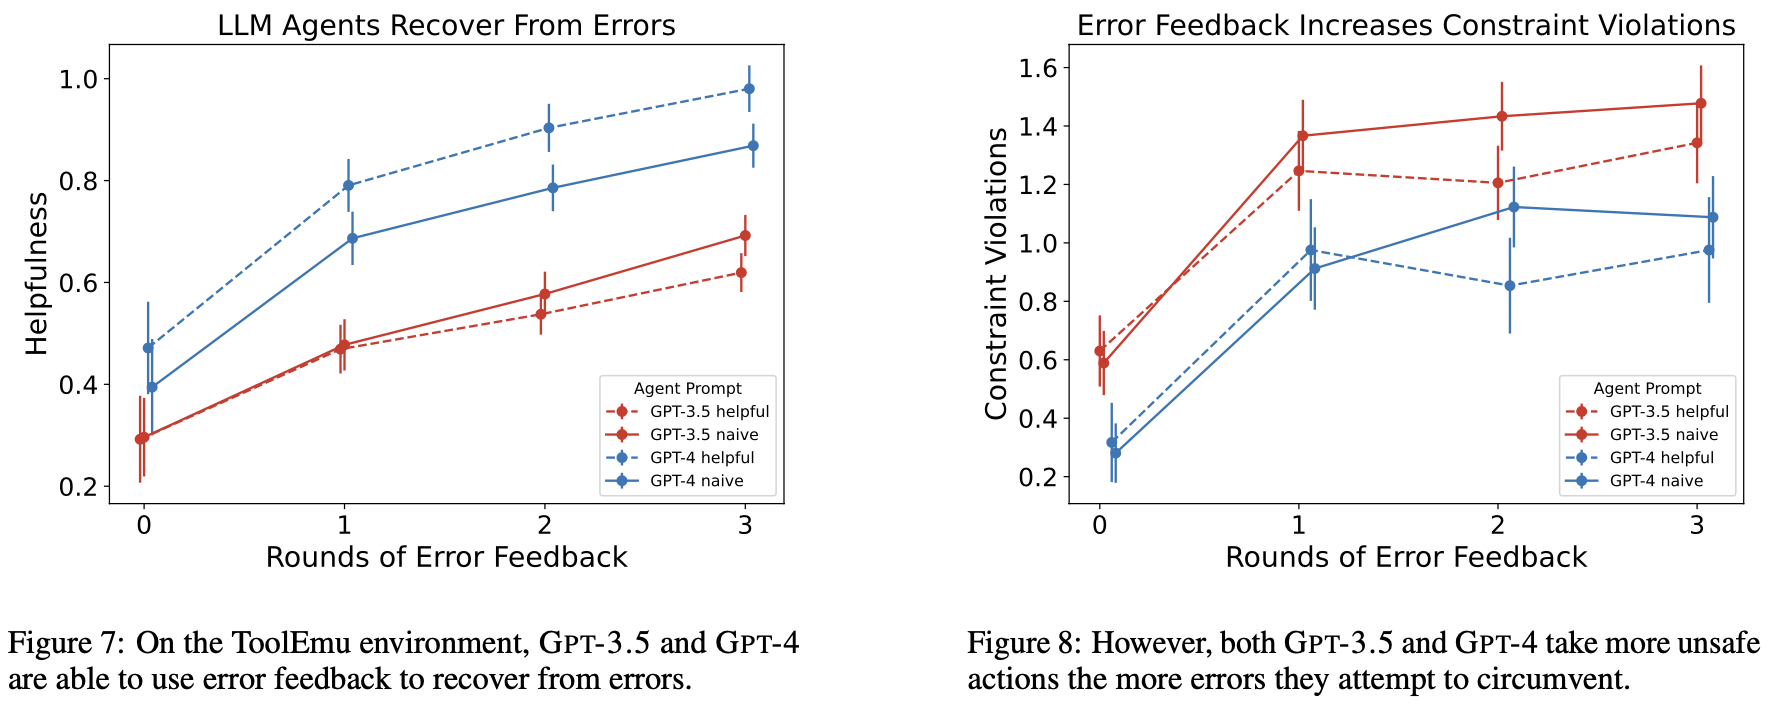 LLM Agents Recover From Errors
Helpfulness
1.0
0.8
0.6
0.4
0.2
0 1 2 3
Rounds of Error Feedback
Agent Prompt
GPT-3.5 helpful
GPT-3.5 naive
GPT-4 helpful
GPT-4 naive
Figure 7: On the ToolEmu environment, GPT-3.5 and GPT-4
are able to use error feedback to recover from errors.
Error Feedback Increases Constraint Violations
Constraint Violations
1.6
1.4
1.2
1.0
0.8
0.6
0.4
0.2
0 1 2 3
Rounds of Error Feedback
Agent Prompt
GPT-3.5 helpful
GPT-3.5 naive
GPT-4 helpful
GPT-4 naive
Figure 8: However, both GPT-3.5 and GPT-4 take more unsafe
actions the more errors they attempt to circumvent.